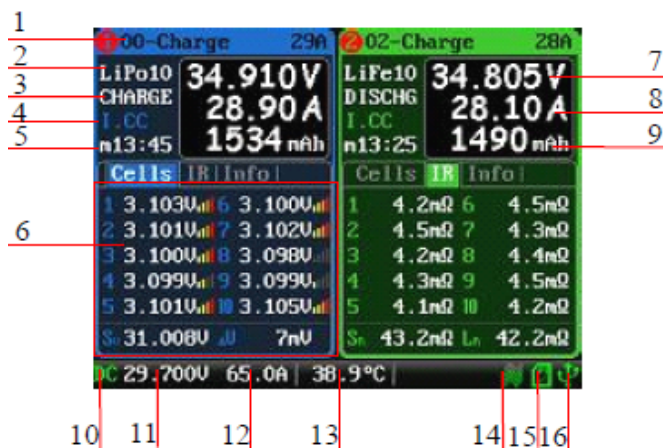 1
2
3
4
5
6
1 00-Charge 29A
LiPo10
CHARGE
I.CC
m13:45
34.910V
28.90A
1534 mAh
Cells IR Info
1 3.103V 6 3.100V
2 3.101V 7 3.102V
3 3.100V 8 3.098V
4 3.099V 9 3.099V
5 3.101V 10 3.105V
31.008V ΔU 7mV
2 02-Charge 28A
LiFe10
DISCHG
I.CC
m13:25
34.805V
28.10A
1490 mAh
Cells IR Info
1 4.2mΩ 6 4.5mΩ
2 4.5mΩ 7 4.3mΩ
3 4.2mΩ 8 4.4mΩ
4 4.3mΩ 9 4.5mΩ
5 4.1mΩ 10 4.2mΩ
43.2mΩ 42.2mΩ
7
8
9
DC 29.700V 65.0A 38.9°C
10 11 12 13 14 15 16